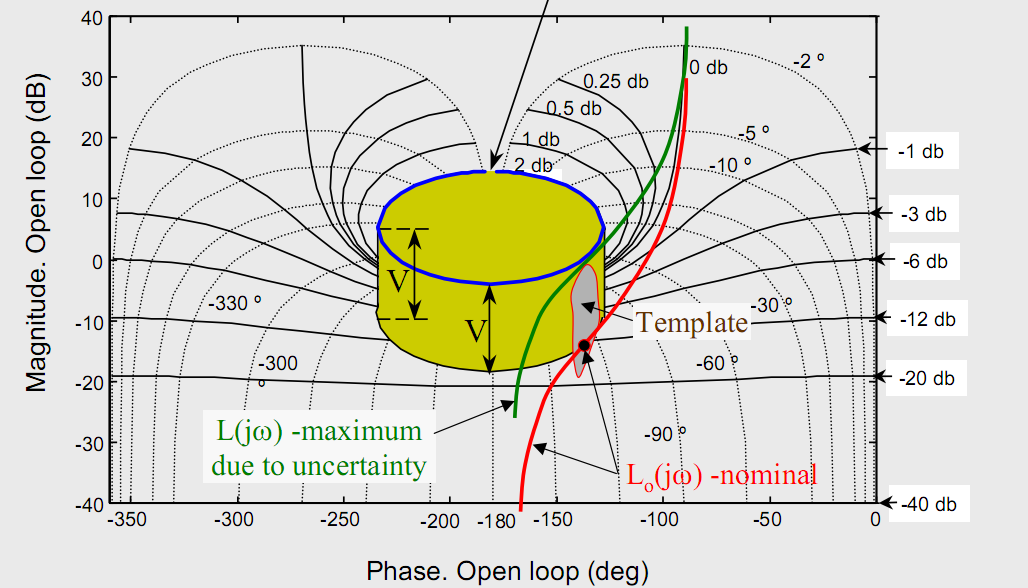 40
30
20
10
0
-10
-20
-30
-40
Magnitude. Open loop (dB)
0 db
-2 º
0.25 db
0.5 db
1 db
2 db
-5 º
-10 º
-1 db
-3 db
-6 db
-12 db
-20 db
-40 db
V
V
-330 º
-300
º
-30 º
-60 º
-90 º
Template
L(jω) -maximum
due to uncertainty
Lo(jω) -nominal
-350
-300
-250
-200
-180
-150
-100
-50
0
Phase. Open loop (deg)